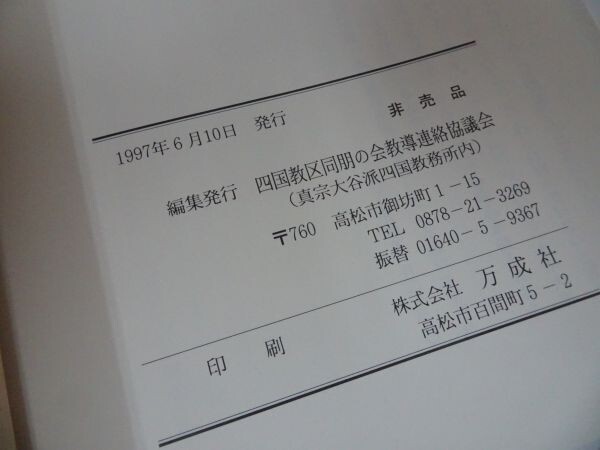 非売品
1997年6月10日 発行
編集発行 四国教区同朋の会教導連絡協議会
（真宗大谷派四国教務所内）
〒760 高松市御坊町1－15
TEL 0878－21－3269
振替 01640－5－9367
印刷 株式会社 万成社
高松市百間町5－2